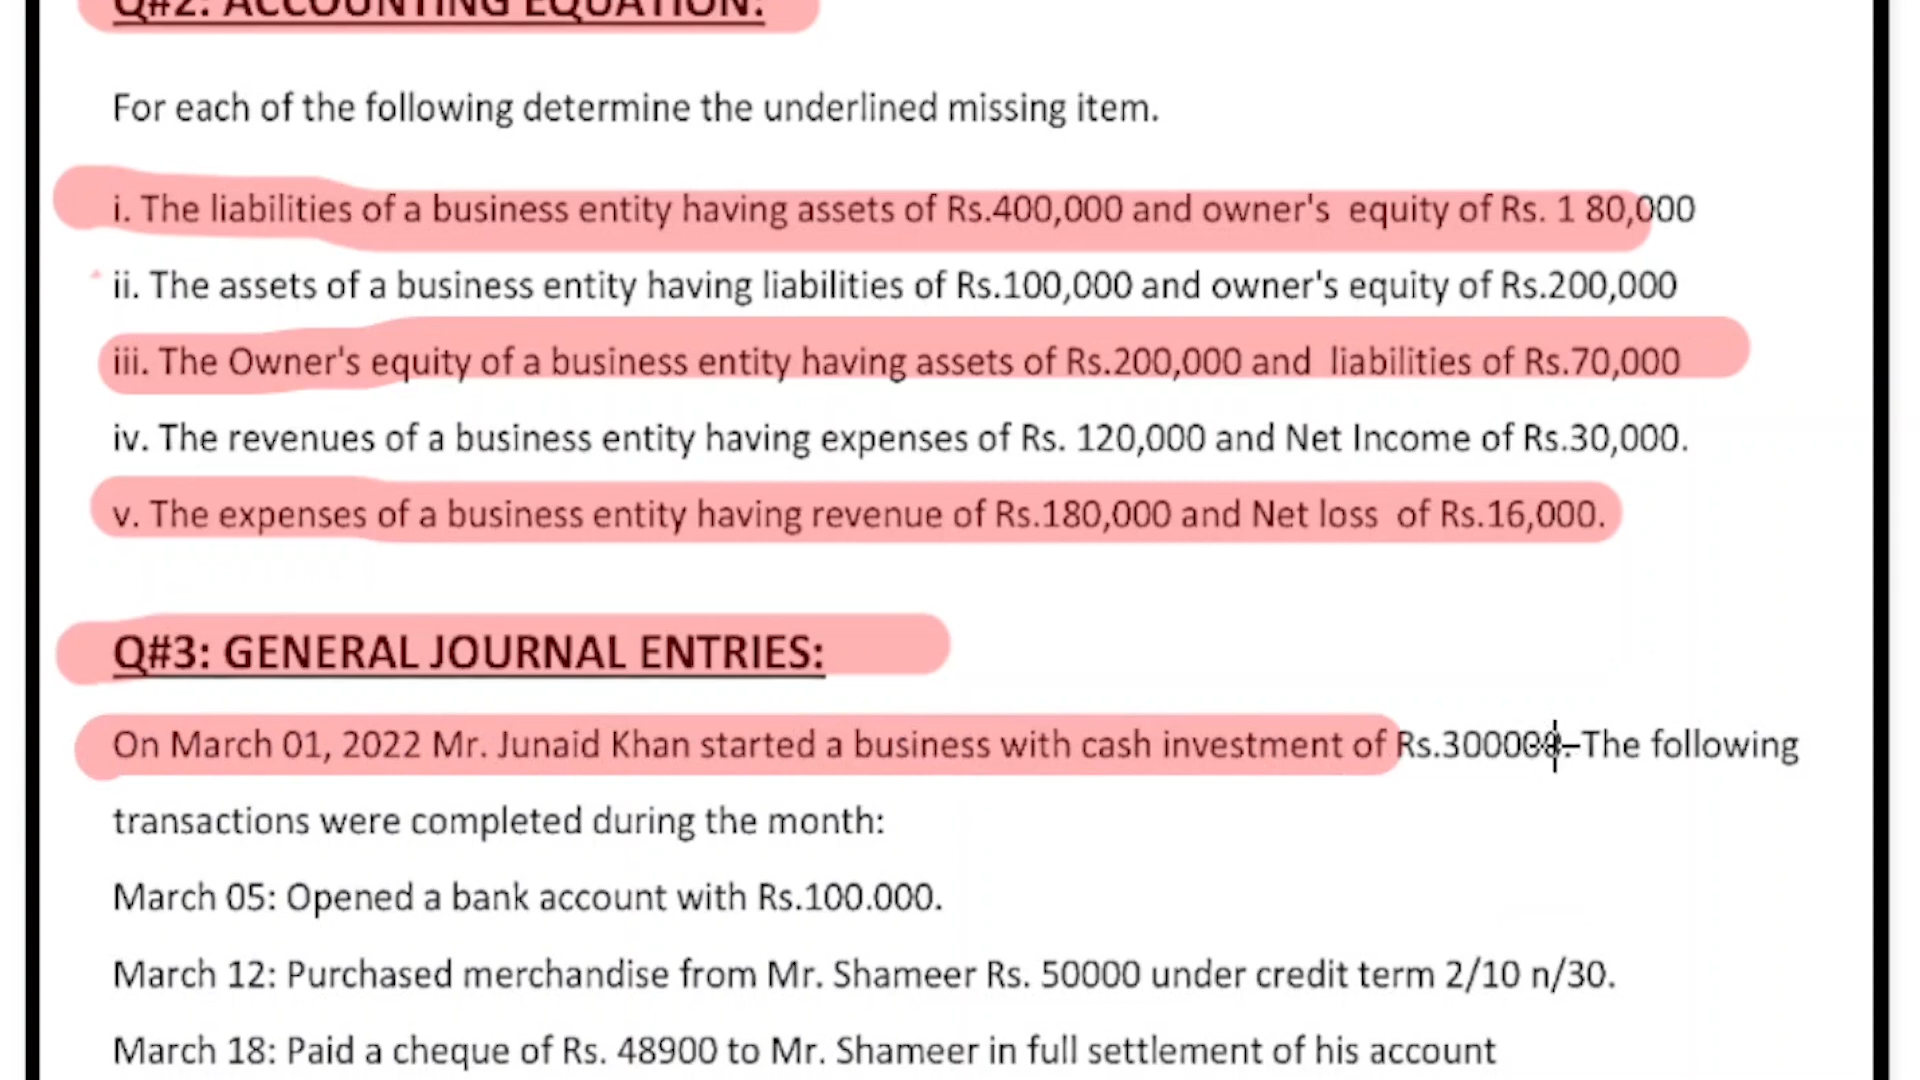 Q#2: ACCOUNTING EQUATION:
For each of the following determine the underlined missing item.
i. The liabilities of a business entity having assets of Rs.400,000 and owner's equity of Rs. 1 80,000
ii. The assets of a business entity having liabilities of Rs.100,000 and owner's equity of Rs.200,000
iii. The Owner's equity of a business entity having assets of Rs.200,000 and liabilities of Rs.70,000
iv. The revenues of a business entity having expenses of Rs. 120,000 and Net Income of Rs.30,000.
v. The expenses of a business entity having revenue of Rs.180,000 and Net loss of Rs.16,000.
Q#3: GENERAL JOURNAL ENTRIES:
On March 01, 2022 Mr. Junaid Khan started a business with cash investment of Rs.300000. The following
transactions were completed during the month:
March 05: Opened a bank account with Rs.100.000.
March 12: Purchased merchandise from Mr. Shameer Rs. 50000 under credit term 2/10 n/30.
March 18: Paid a cheque of Rs. 48900 to Mr. Shameer in full settlement of his account